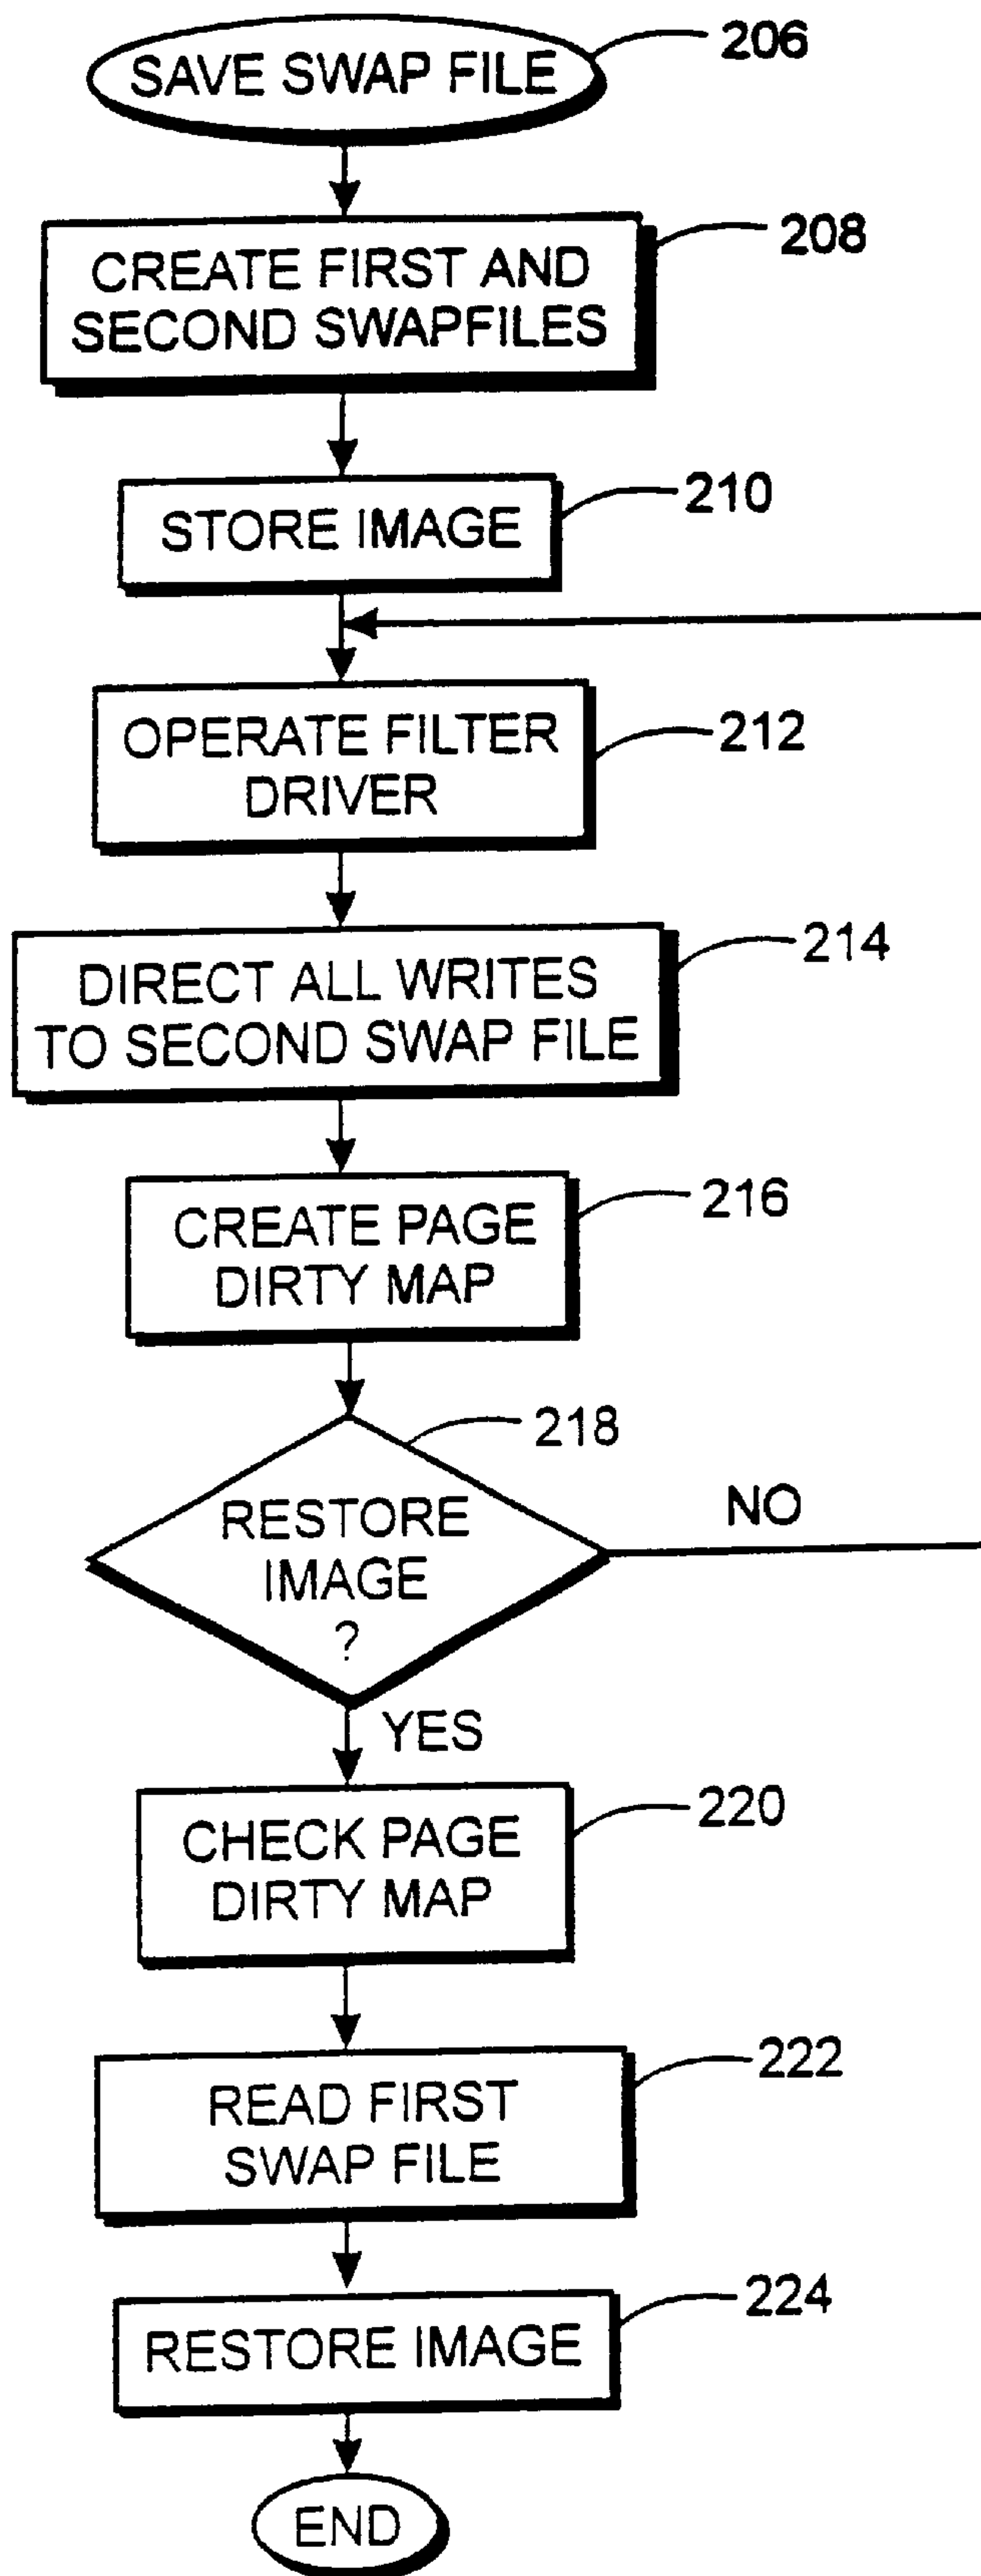 SAVE SWAP FILE
206
CREATE FIRST AND
SECOND SWAPFILES
208
STORE IMAGE
210
OPERATE FILTER
DRIVER
212
DIRECT ALL WRITES
TO SECOND SWAP FILE
214
CREATE PAGE
DIRTY MAP
216
RESTORE
IMAGE
?
218
NO
YES
CHECK PAGE
DIRTY MAP
220
READ FIRST
SWAP FILE
222
RESTORE IMAGE
224
END